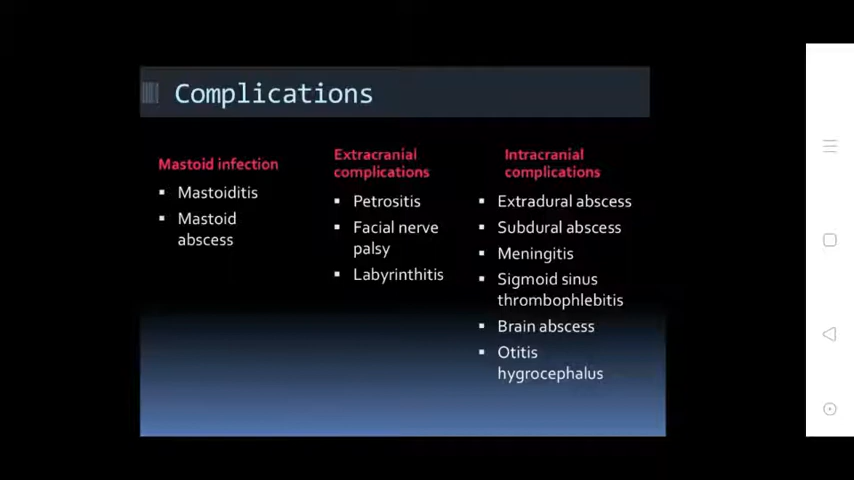 Complications
Mastoid infection
Mastoiditis
Mastoid
abscess
Extracranial
complications
Petrositis
Facial nerve
palsy
Labyrinthitis
Intracranial
complications
Extradural abscess
Subdural abscess
Meningitis
Sigmoid sinus
thrombophlebitis
Brain abscess
Otitis
hygrocephalus